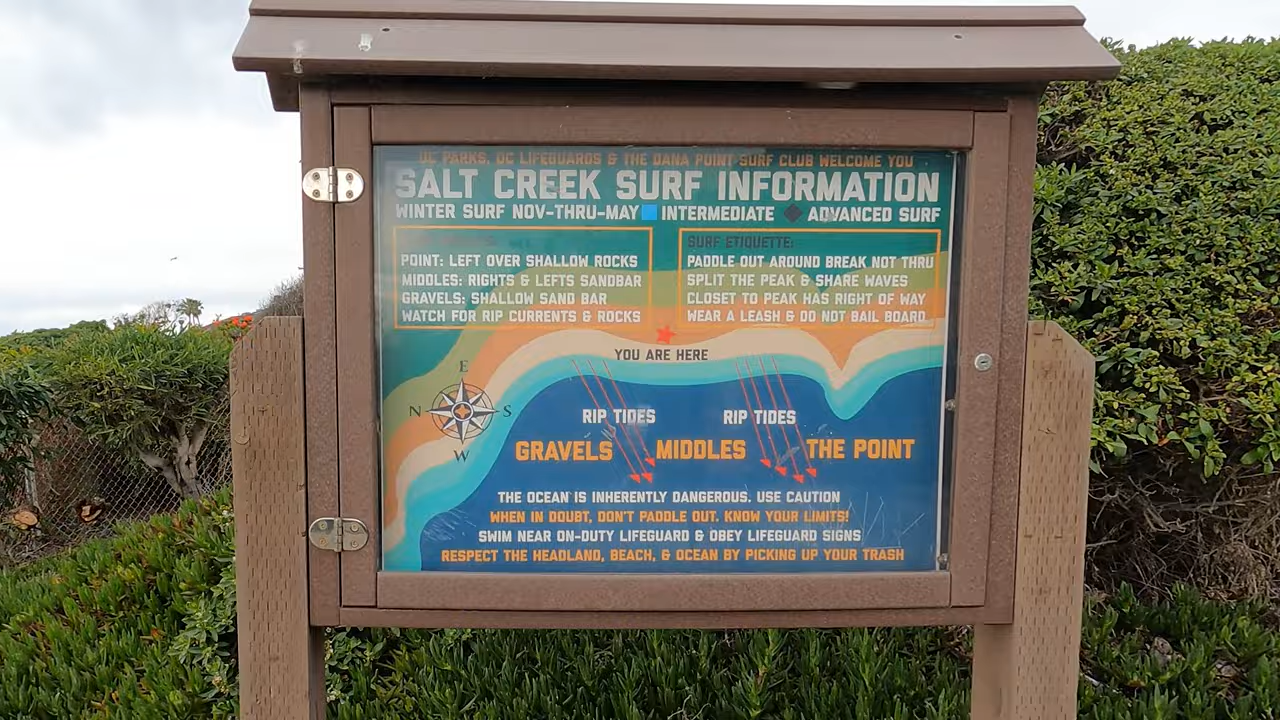 OC PARKS, OC LIFEGUARDS & THE DANA POINT SURF CLUB WELCOME YOU
SALT CREEK SURF INFORMATION
WINTER SURF NOV-THRU-MAY INTERMEDIATE ADVANCED SURF
POINT: LEFT OVER SHALLOW ROCKS
MIDDLES: RIGHTS & LEFTS SANDBAR
GRAVELS: SHALLOW SAND BAR
WATCH FOR RIP CURRENTS & ROCKS
SURF ETIQUETTE:
PADDLE OUT AROUND BREAK NOT THRU
SPLIT THE PEAK & SHARE WAVES
CLOSET TO PEAK HAS RIGHT OF WAY
WEAR A LEASH & DO NOT BAIL BOARD
YOU ARE HERE
E
N S
W
RIP TIDES RIP TIDES
GRAVELS MIDDLES THE POINT
THE OCEAN IS INHERENTLY DANGEROUS. USE CAUTION
WHEN IN DOUBT, DON'T PADDLE OUT. KNOW YOUR LIMITS!
SWIM NEAR ON-DUTY LIFEGUARD & OBEY LIFEGUARD SIGNS
RESPECT THE HEADLAND, BEACH, & OCEAN BY PICKING UP YOUR TRASH